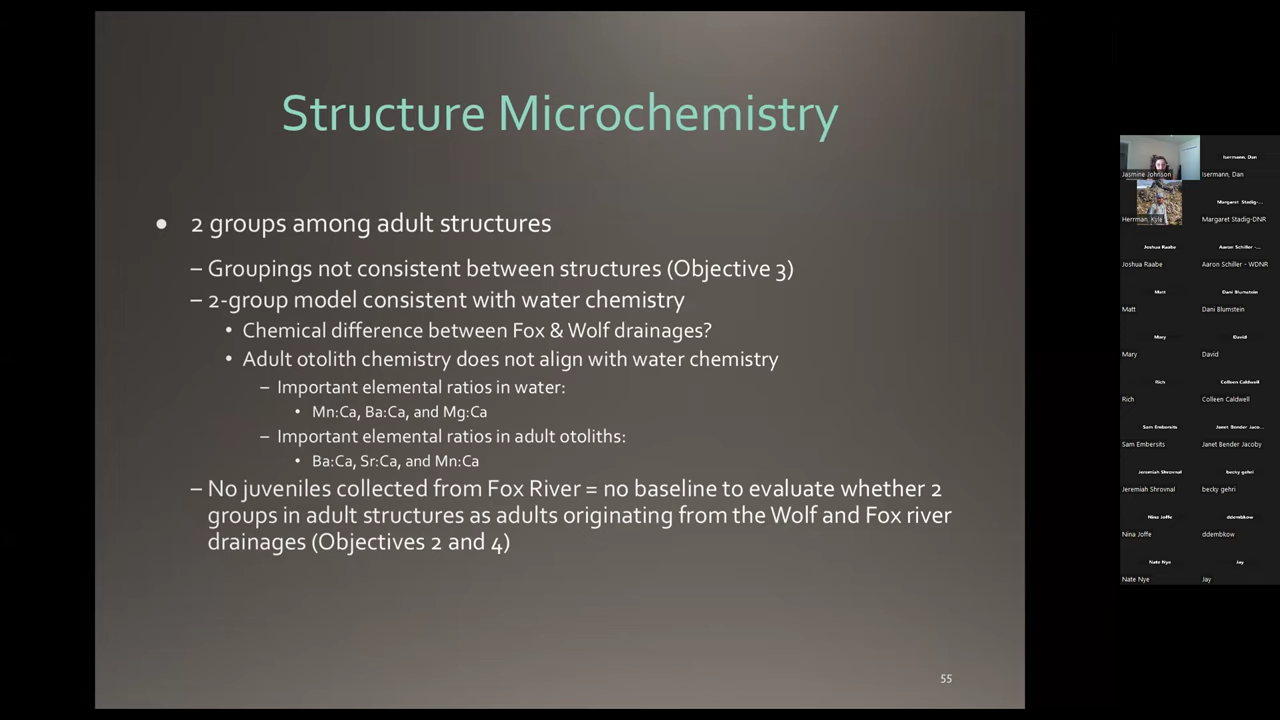 Structure Microchemistry
● 2 groups among adult structures
– Groupings not consistent between structures (Objective 3)
– 2-group model consistent with water chemistry
• Chemical difference between Fox & Wolf drainages?
• Adult otolith chemistry does not align with water chemistry
– Important elemental ratios in water:
• Mn:Ca, Ba:Ca, and Mg:Ca
– Important elemental ratios in adult otoliths:
• Ba:Ca, Sr:Ca, and Mn:Ca
– No juveniles collected from Fox River = no baseline to evaluate whether 2
groups in adult structures as adults originating from the Wolf and Fox river
drainages (Objectives 2 and 4)
55
Jasmine Johnson
Isermann, Dan
Isermann, Dan
Herrman, Kyle
Margaret Stadig-...
Margaret Stadig-DNR
Joshua Raabe
Joshua Raabe
Aaron Schiller -...
Aaron Schiller - WDNR
Matt
Matt
Dani Blumstein
Dani Blumstein
Mary
Mary
David
David
Rich
Rich
Colleen Caldwell
Colleen Caldwell
Sam Embersits
Sam Embersits
Janet Bender Jaco...
Janet Bender Jacoby
Jeremiah Shrovnal
Jeremiah Shrovnal
becky gehri
becky gehri
Nina Joffe
Nina Joffe
ddembkow
ddembkow
Nate Nye
Nate Nye
Jay
Jay